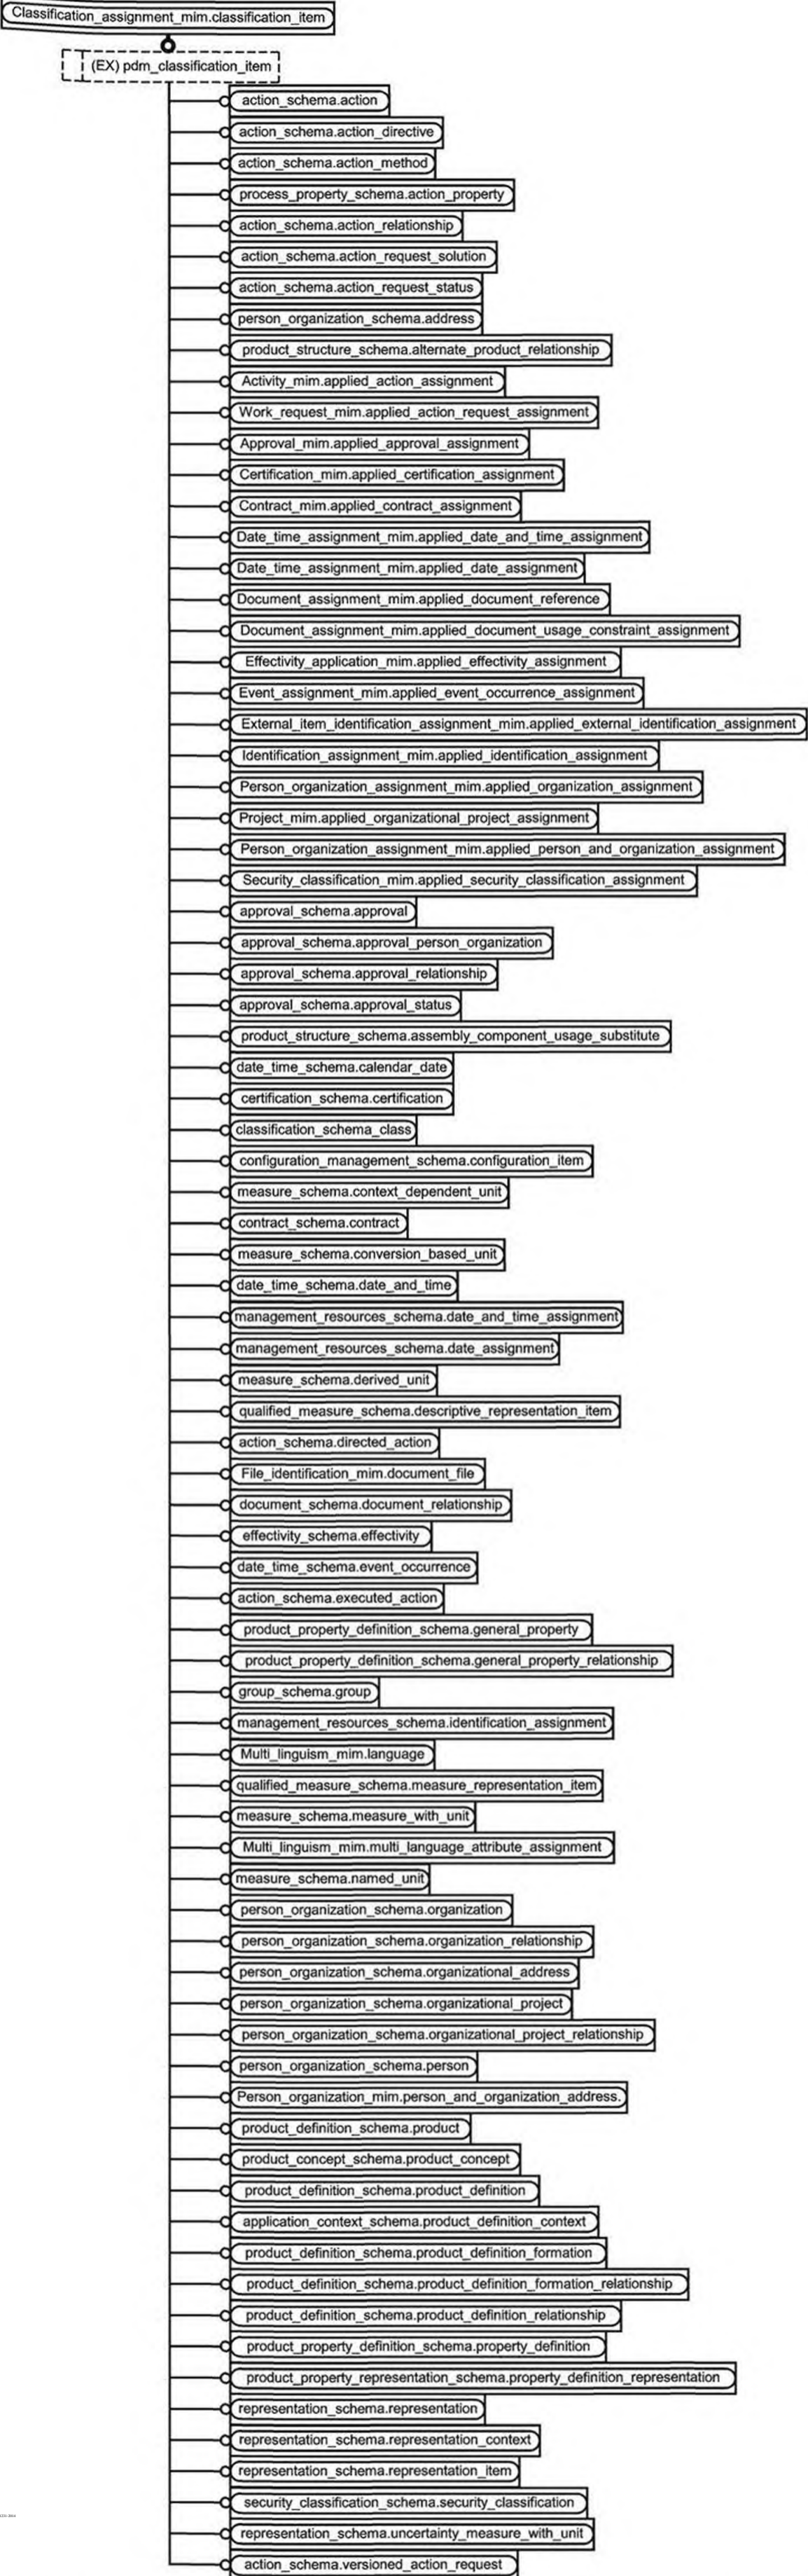 Classification_assignment_mim.classification_item
(EX) pdm_classification_item
action_schema.action
action_schema.action_directive
action_schema.action_method
process_property_schema.action_property
action_schema.action_relationship
action_schema.action_request_solution
action_schema.action_request_status
person_organization_schema.address
product_structure_schema.alternate_product_relationship
Activity_mim.applied_action_assignment
Work_request_mim.applied_action_request_assignment
Approval_mim.applied_approval_assignment
Certification_mim.applied_certification_assignment
Contract_mim.applied_contract_assignment
Date_time_assignment_mim.applied_date_and_time_assignment
Date_time_assignment_mim.applied_date_assignment
Document_assignment_mim.applied_document_reference
Document_assignment_mim.applied_document_usage_constraint_assignment
Effectivity_application_mim.applied_effectivity_assignment
Event_assignment_mim.applied_event_occurrence_assignment
External_item_identification_assignment_mim.applied_external_identification_assignment
Identification_assignment_mim.applied_identification_assignment
Person_organization_assignment_mim.applied_organization_assignment
Project_mim.applied_organizational_project_assignment
Person_organization_assignment_mim.applied_person_and_organization_assignment
Security_classification_mim.applied_security_classification_assignment
approval_schema.approval
approval_schema.approval_person_organization
approval_schema.approval_relationship
approval_schema.approval_status
product_structure_schema.assembly_component_usage_substitute
date_time_schema.calendar_date
certification_schema.certification
classification_schema_class
configuration_management_schema.configuration_item
measure_schema.context_dependent_unit
contract_schema.contract
measure_schema.conversion_based_unit
date_time_schema.date_and_time
management_resources_schema.date_and_time_assignment
management_resources_schema.date_assignment
measure_schema.derived_unit
qualified_measure_schema.descriptive_representation_item
action_schema.directed_action
File_identification_mim.document_file
document_schema.document_relationship
effectivity_schema.effectivity
date_time_schema.event_occurrence
action_schema.executed_action
product_property_definition_schema.general_property
product_property_definition_schema.general_property_relationship
group_schema.group
management_resources_schema.identification_assignment
Multi_linguism_mim.language
qualified_measure_schema.measure_representation_item
measure_schema.measure_with_unit
Multi_linguism_mim.multi_language_attribute_assignment
measure_schema.named_unit
person_organization_schema.organization
person_organization_schema.organization_relationship
person_organization_schema.organizational_address
person_organization_schema.organizational_project
person_organization_schema.organizational_project_relationship
person_organization_schema.person
Person_organization_mim.person_and_organization_address.
product_definition_schema.product
product_concept_schema.product_concept
product_definition_schema.product_definition
application_context_schema.product_definition_context
product_definition_schema.product_definition_formation
product_definition_schema.product_definition_formation_relationship
product_definition_schema.product_definition_relationship
product_property_definition_schema.property_definition
product_property_representation_schema.property_definition_representation
representation_schema.representation
representation_schema.representation_context
representation_schema.representation_item
security_classification_schema.security_classification
representation_schema.uncertainty_measure_with_unit
action_schema.versioned_action_request